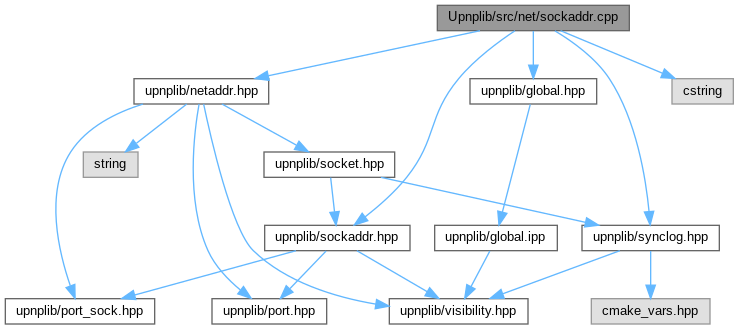 Upnplib/src/net/sockaddr.cpp
upnplib/netaddr.hpp
upnplib/global.hpp
cstring
string
upnplib/socket.hpp
upnplib/sockaddr.hpp
upnplib/global.ipp
upnplib/synclog.hpp
upnplib/port_sock.hpp
upnplib/port.hpp
upnplib/visibility.hpp
cmake_vars.hpp